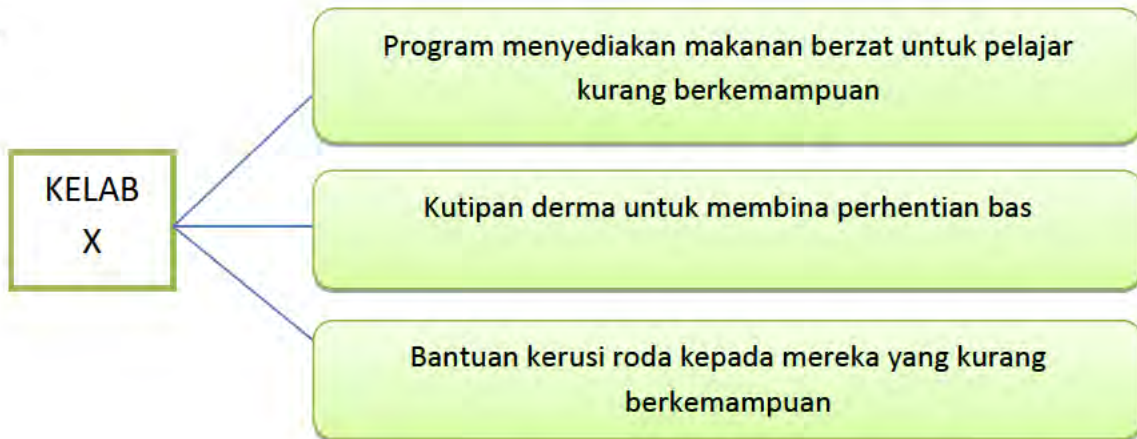 KELAB
X
Program menyediakan makanan berzat untuk pelajar
kurang berkemampuan
Kutipan derma untuk membina perhentian bas
Bantuan kerusi roda kepada mereka yang kurang
berkemampuan